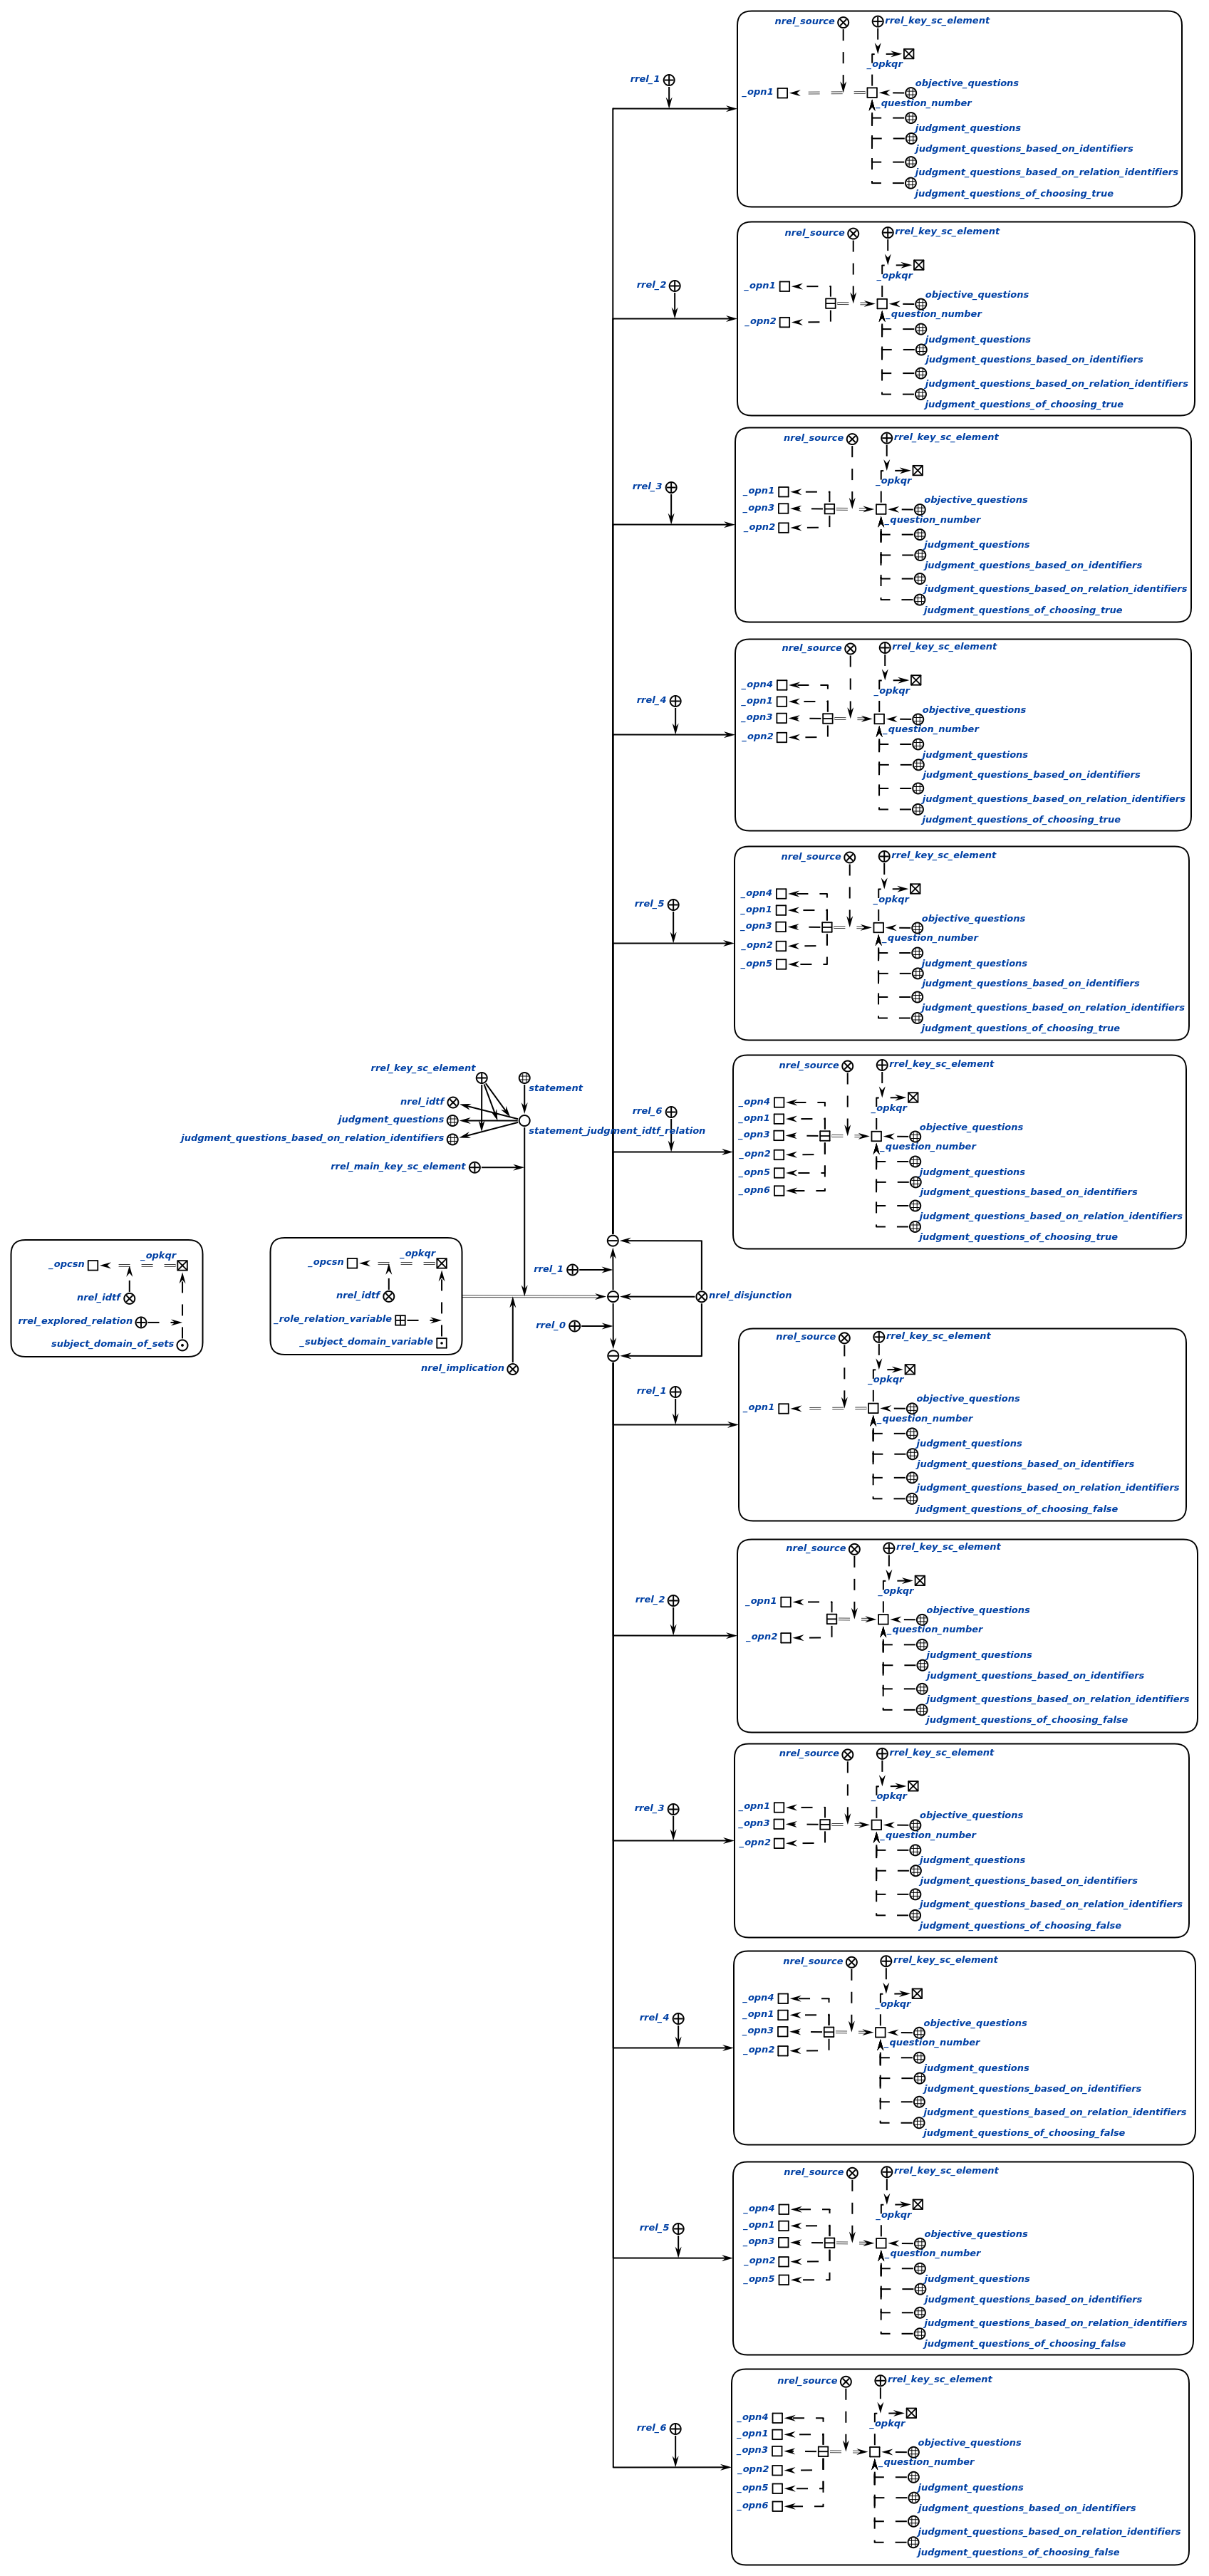 nrel_source
rrel_key_sc_element
_opkqr
rrel_1
_opn1
objective_questions
_question_number
judgment_questions
judgment_questions_based_on_identifiers
judgment_questions_based_on_relation_identifiers
judgment_questions_of_choosing_true
nrel_source
rrel_key_sc_element
_opkqr
rrel_2
_opn1
objective_questions
_question_number
_opn2
judgment_questions
judgment_questions_based_on_identifiers
judgment_questions_based_on_relation_identifiers
judgment_questions_of_choosing_true
nrel_source
rrel_key_sc_element
_opkqr
rrel_3
_opn1
objective_questions
_opn3
_question_number
_opn2
judgment_questions
judgment_questions_based_on_identifiers
judgment_questions_based_on_relation_identifiers
judgment_questions_of_choosing_true
nrel_source
rrel_key_sc_element
_opn4
_opkqr
rrel_4
_opn1
objective_questions
_opn3
_question_number
_opn2
judgment_questions
judgment_questions_based_on_identifiers
judgment_questions_based_on_relation_identifiers
judgment_questions_of_choosing_true
nrel_source
rrel_key_sc_element
_opn4
_opkqr
rrel_5
_opn1
objective_questions
_opn3
_question_number
_opn2
judgment_questions
_opn5
judgment_questions_based_on_identifiers
judgment_questions_based_on_relation_identifiers
judgment_questions_of_choosing_true
nrel_source
rrel_key_sc_element
rrel_key_sc_element
statement
nrel_idtf
_opn4
_opkqr
rrel_6
judgment_questions
_opn1
objective_questions
statement_judgment_idtf_relation
_opn3
judgment_questions_based_on_relation_identifiers
_question_number
_opn2
rrel_main_key_sc_element
judgment_questions
_opn5
_opn6
judgment_questions_based_on_identifiers
judgment_questions_based_on_relation_identifiers
judgment_questions_of_choosing_true
_opkqr
_opcsn
nrel_idtf
rrel_explored_relation
subject_domain_of_sets
_opkqr
_opcsn
nrel_idtf
_role_relation_variable
_subject_domain_variable
rrel_1
nrel_disjunction
rrel_0
nrel_implication
nrel_source
rrel_key_sc_element
_opkqr
rrel_1
_opn1
objective_questions
_question_number
judgment_questions
judgment_questions_based_on_identifiers
judgment_questions_based_on_relation_identifiers
judgment_questions_of_choosing_false
nrel_source
rrel_key_sc_element
_opkqr
rrel_2
_opn1
objective_questions
_question_number
_opn2
judgment_questions
judgment_questions_based_on_identifiers
judgment_questions_based_on_relation_identifiers
judgment_questions_of_choosing_false
nrel_source
rrel_key_sc_element
_opkqr
rrel_3
_opn1
objective_questions
_opn3
_question_number
_opn2
judgment_questions
judgment_questions_based_on_identifiers
judgment_questions_based_on_relation_identifiers
judgment_questions_of_choosing_false
nrel_source
rrel_key_sc_element
_opn4
_opkqr
rrel_4
_opn1
objective_questions
_opn3
_question_number
_opn2
judgment_questions
judgment_questions_based_on_identifiers
judgment_questions_based_on_relation_identifiers
judgment_questions_of_choosing_false
nrel_source
rrel_key_sc_element
_opn4
_opkqr
rrel_5
_opn1
objective_questions
_opn3
_question_number
_opn2
judgment_questions
_opn5
judgment_questions_based_on_identifiers
judgment_questions_based_on_relation_identifiers
judgment_questions_of_choosing_false
nrel_source
rrel_key_sc_element
_opn4
_opkqr
rrel_6
_opn1
objective_questions
_opn3
_question_number
_opn2
judgment_questions
_opn5
_opn6
judgment_questions_based_on_identifiers
judgment_questions_based_on_relation_identifiers
judgment_questions_of_choosing_false